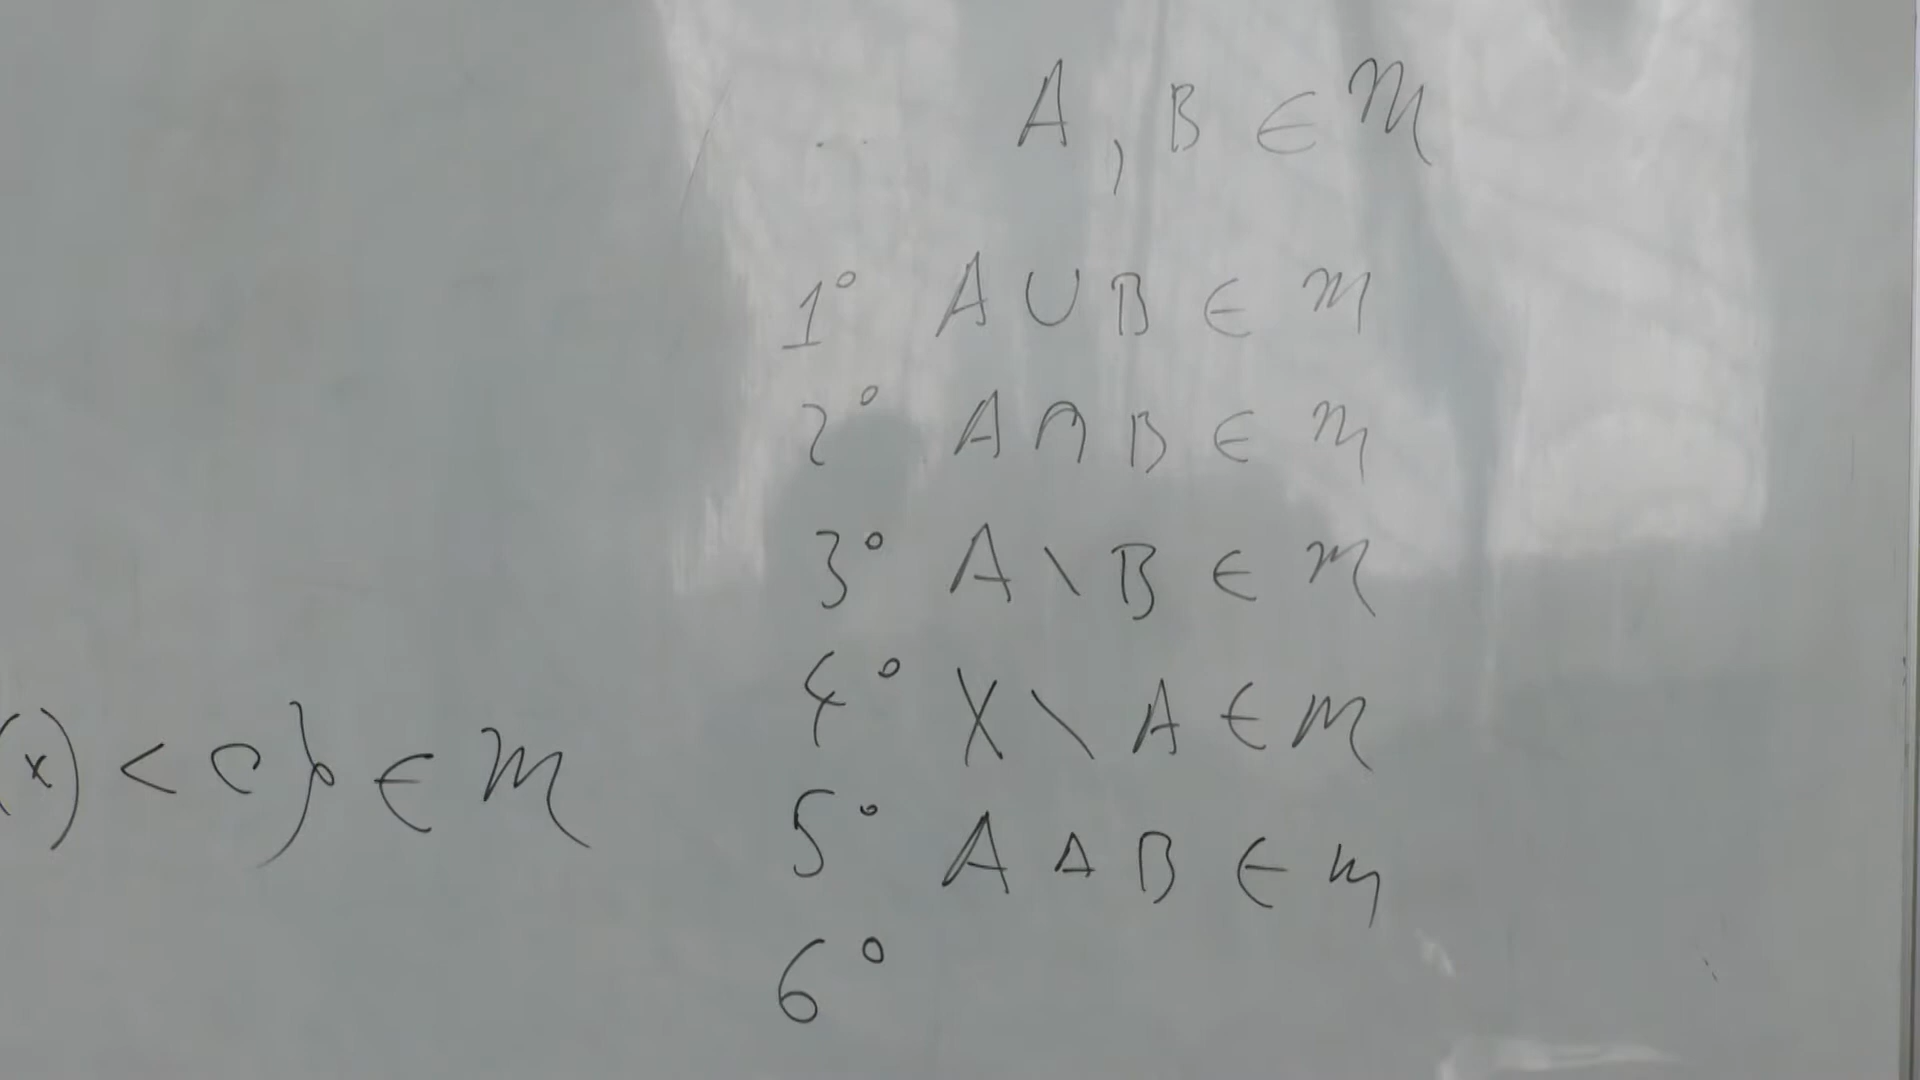 A, B ∈ 𝔐
1° A ∪ B ∈ 𝔐
2° A ∩ B ∈ 𝔐
3° A \ B ∈ 𝔐
4° X \ A ∈ 𝔐
(x) < c} ∈ 𝔐
5° A Δ B ∈ 𝔐
6°